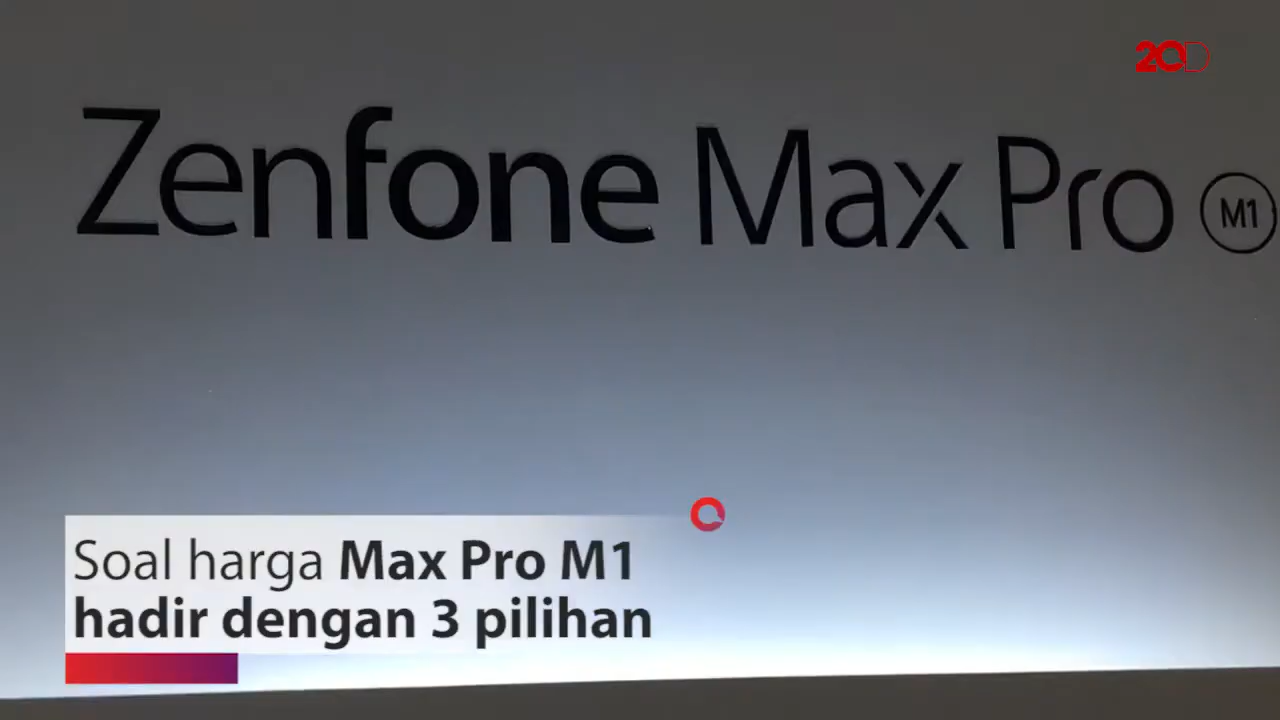 20D
Zenfone Max Pro M1
Soal harga Max Pro M1
hadir dengan 3 pilihan